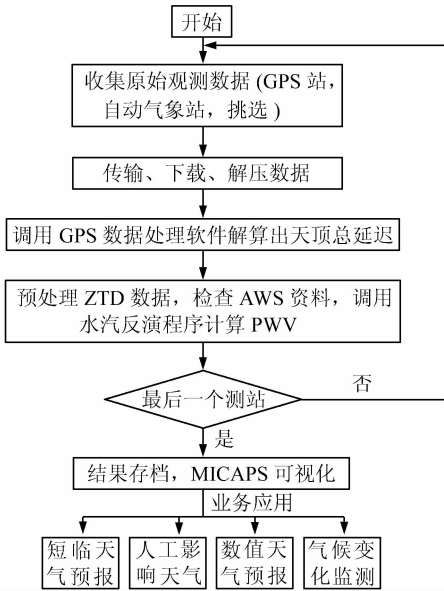 开始
收集原始观测数据 (GPS 站,
自动气象站, 挑选 )
传输、下载、解压数据
调用 GPS 数据处理软件解算出天顶总延迟
预处理 ZTD 数据, 检查 AWS 资料, 调用
水汽反演程序计算 PWV
最后一个测站
否
是
结果存档, MICAPS 可视化
业务应用
短临天
气预报
人工影
响天气
数值天
气预报
气候变
化监测